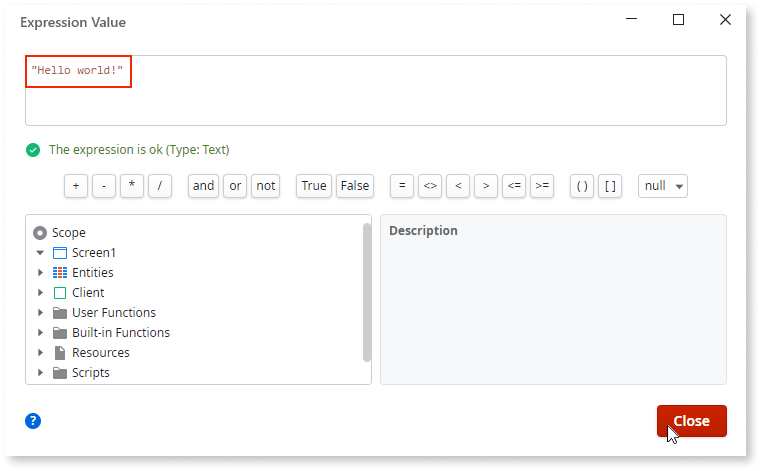 Expression Value
"Hello world!"
The expression is ok (Type: Text)
+ - * / and or not True False = <> < > <= >= ( ) [ ] null
Scope
Screen1
Entities
Client
User Functions
Built-in Functions
Resources
Scripts
Description
?
Close